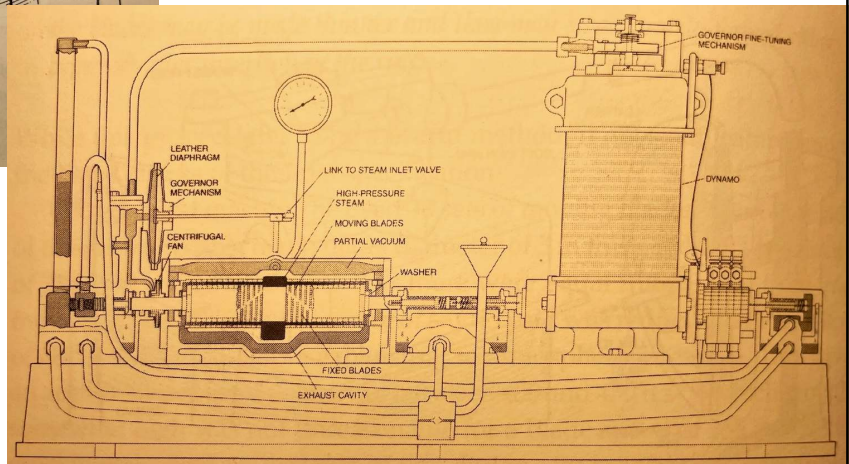 GOVERNOR FINE-TUNING
MECHANISM
LEATHER
DIAPHRAGM
LINK TO STEAM INLET VALVE
DYNAMO
GOVERNOR
MECHANISM
HIGH-PRESSURE
STEAM
MOVING BLADES
CENTRIFUGAL
FAN
PARTIAL VACUUM
WASHER
FIXED BLADES
EXHAUST CAVITY